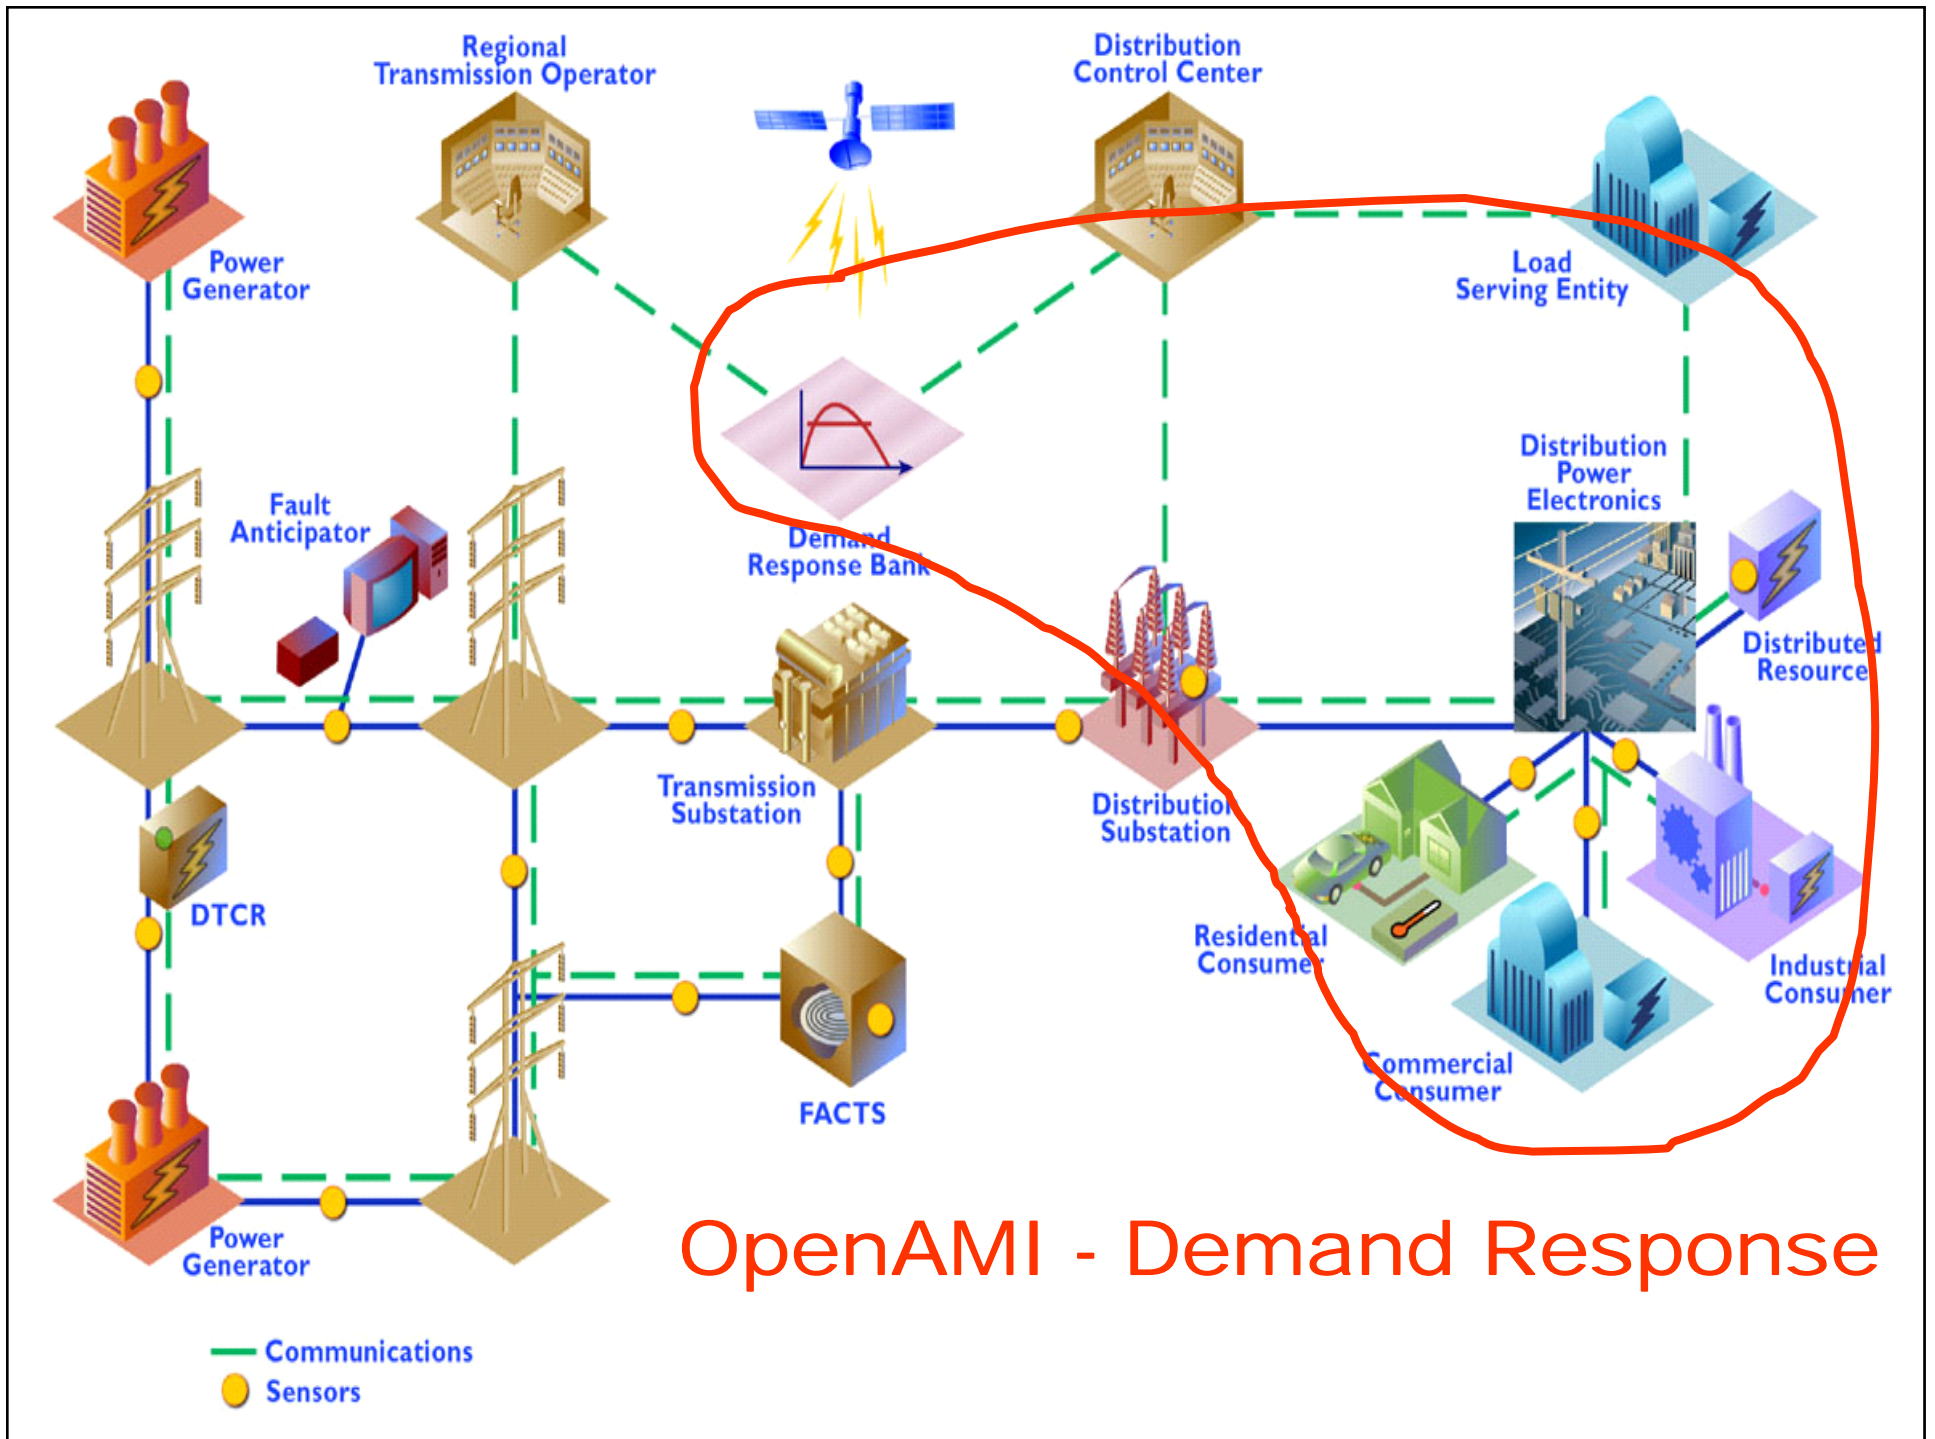 Regional
Transmission Operator
Distribution
Control Center
Power
Generator
Load
Serving Entity
Distribution
Power
Electronics
Fault
Anticipator
Demand
Response Bank
Distributed
Resource
Transmission
Substation
Distribution
Substation
DTCR
Residential
Consumer
Industrial
Consumer
Commercial
Consumer
FACTS
Power
Generator
OpenAMI - Demand Response
Communications
Sensors